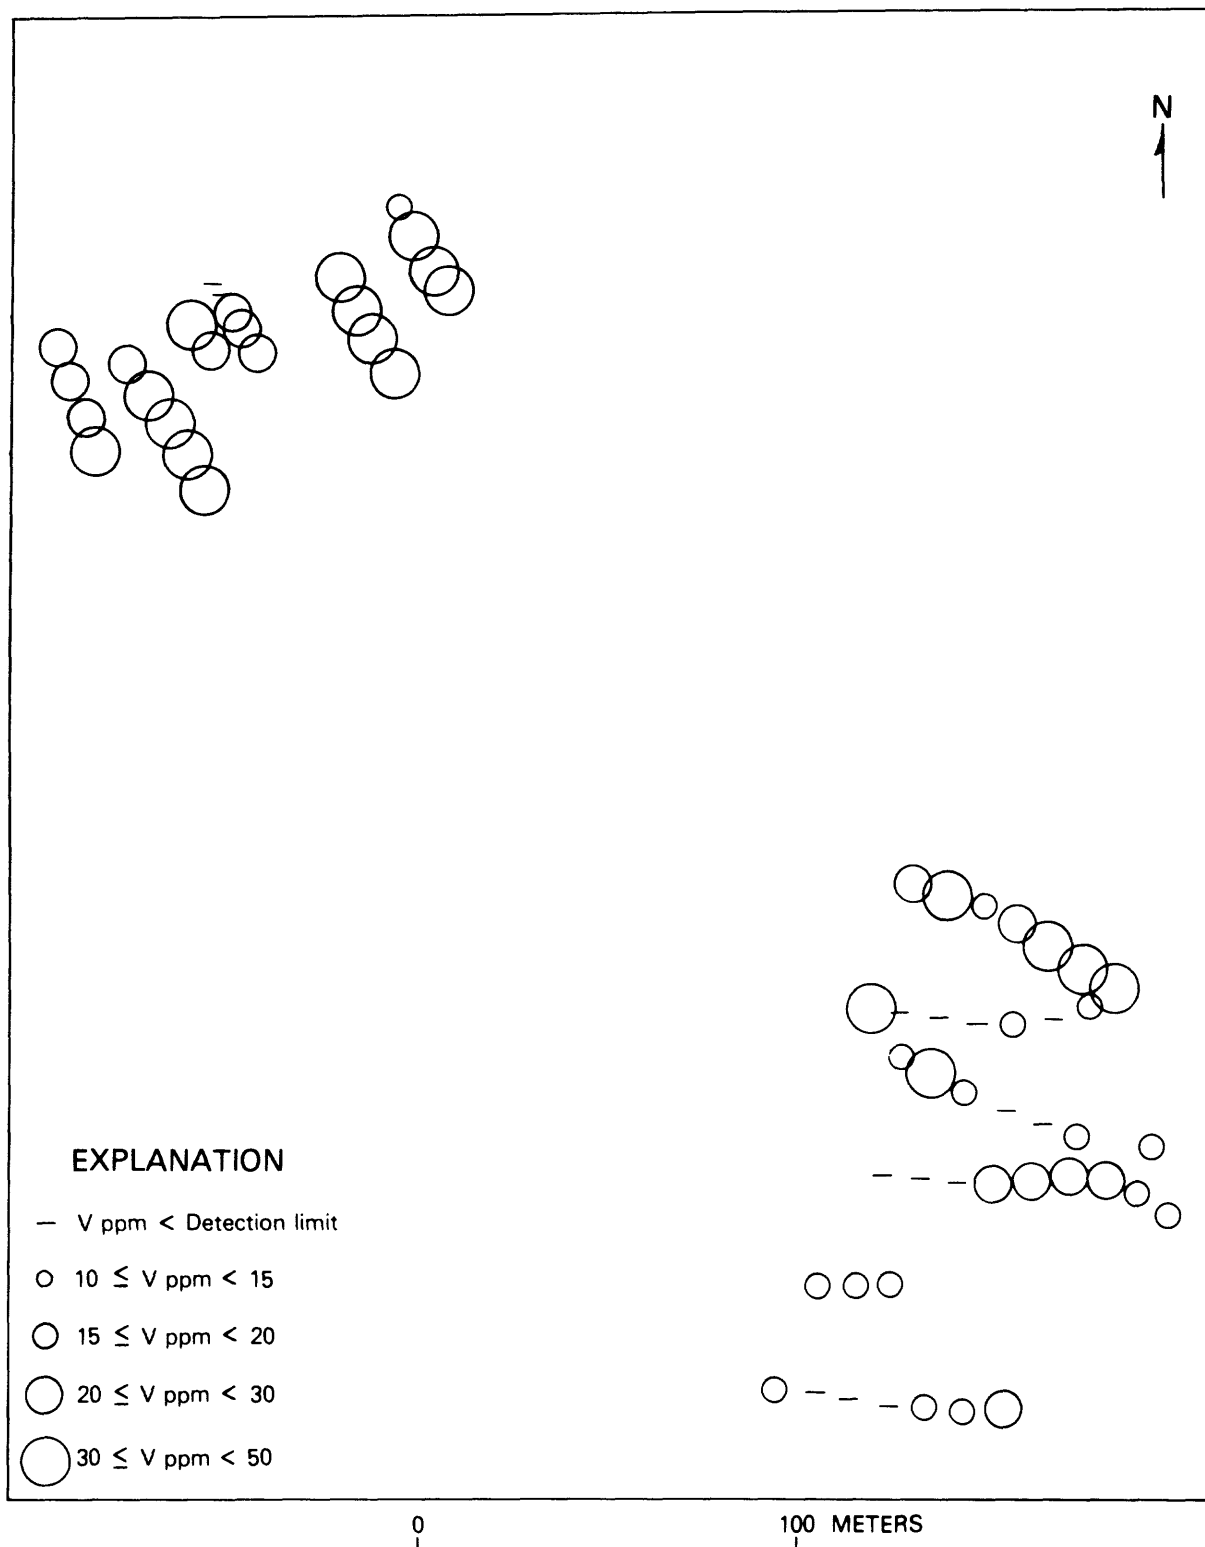 N
EXPLANATION
— V ppm < Detection limit
10 ≤ V ppm < 15
15 ≤ V ppm < 20
20 ≤ V ppm < 30
30 ≤ V ppm < 50
0 100 METERS